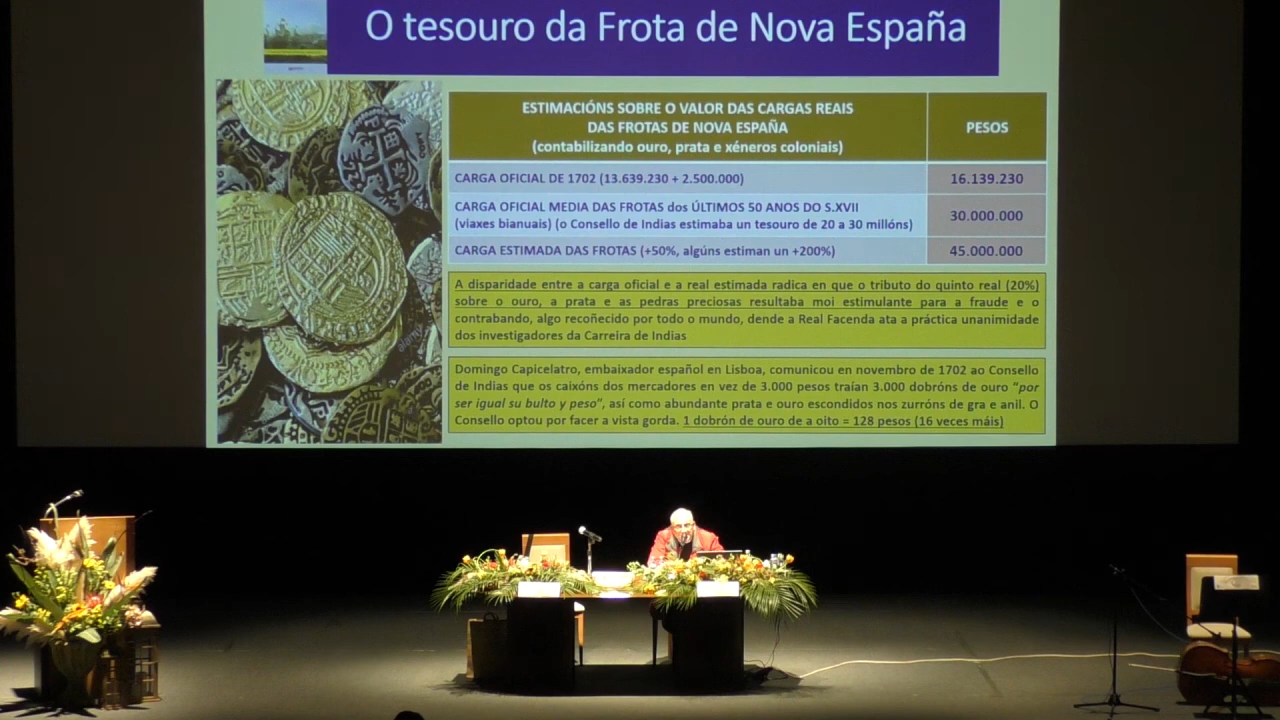 O tesouro da Frota de Nova España
ESTIMACIÓNS SOBRE O VALOR DAS CARGAS REAIS
DAS FROTAS DE NOVA ESPAÑA
(contabilizando ouro, prata e xéneros coloniais)
PESOS
CARGA OFICIAL DE 1702 (13.639.230 + 2.500.000)
16.139.230
CARGA OFICIAL MEDIA DAS FROTAS dos ÚLTIMOS 50 ANOS DO S.XVII
(viaxes bianuais) (o Consello de Indias estimaba un tesouro de 20 a 30 millóns)
30.000.000
CARGA ESTIMADA DAS FROTAS (+50%, algúns estiman un +200%)
45.000.000
A disparidade entre a carga oficial e a real estimada radica en que o tributo do quinto real (20%)
sobre o ouro, a prata e as pedras preciosas resultaba moi estimulante para a fraude e o
contrabando, algo recoñecido por todo o mundo, dende a Real Facenda ata a práctica unanimidade
dos investigadores da Carreira de Indias
Domingo Capicelatro, embaixador español en Lisboa, comunicou en novembro de 1702 ao Consello
de Indias que os caixóns dos mercadores en vez de 3.000 pesos traían 3.000 dobróns de ouro “por
ser igual su bulto y peso”, así como abundante prata e ouro escondidos nos zurróns de gra e anil. O
Consello optou por facer a vista gorda. 1 dobrón de ouro de a oito = 128 pesos (16 veces máis)